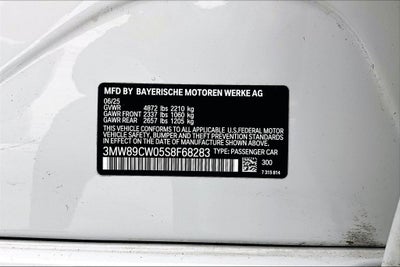 MFD BY BAYERISCHE MOTOREN WERKE AG
06/25
GVWR 4872 lbs 2210 kg
GAWR FRONT 2337 lbs 1060 kg
GAWR REAR 2657 lbs 1205 kg
THIS VEHICLE CONFORMS TO ALL APPLICABLE U.S. FEDERAL MOTOR
VEHICLE SAFETY, BUMPER AND THEFT PREVENTION STANDARDS
IN EFFECT ON THE DATE OF MANUFACTURE SHOWN ABOVE.
3MW89CW05S8F68283 TYPE: PASSENGER CAR
300
7 315 814